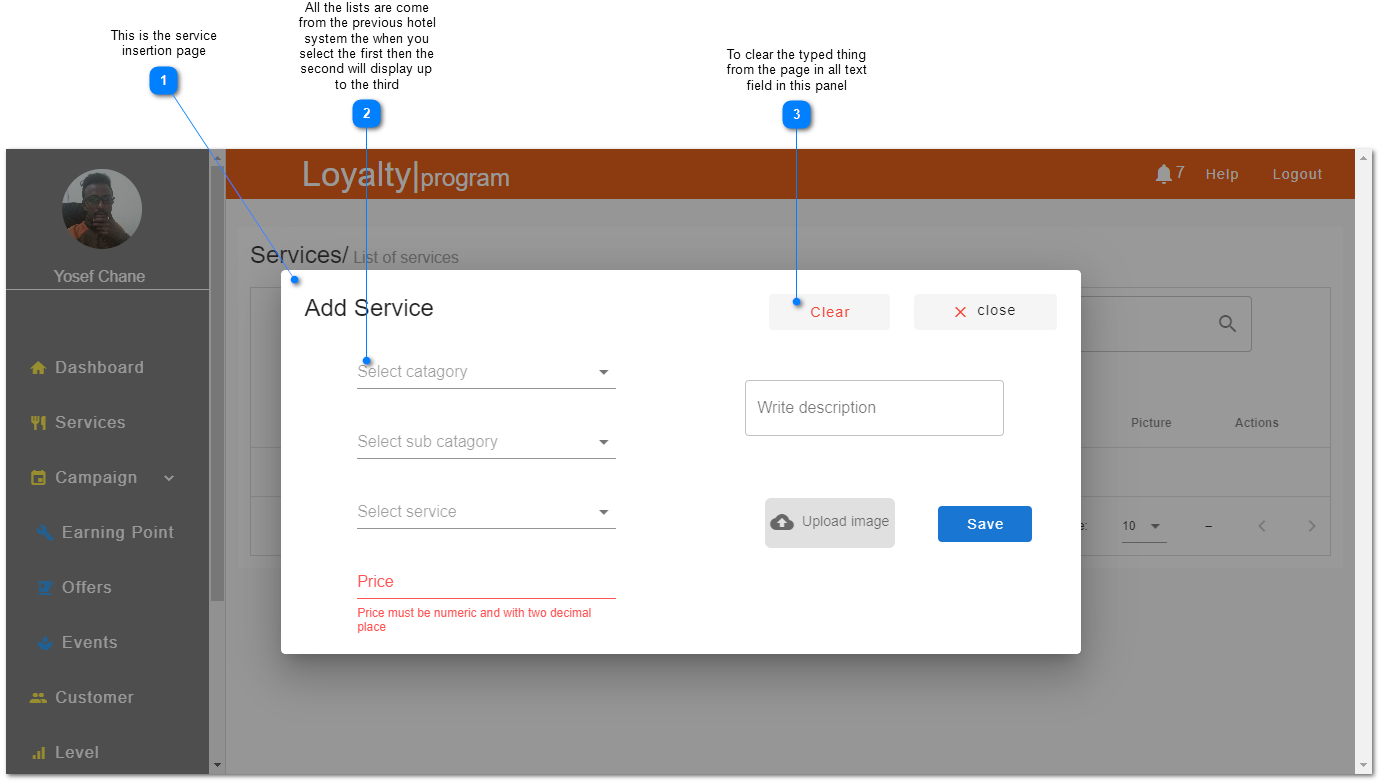 This is the service
insertion page
1
All the lists are come
from the previous hotel
system the when you
select the first then the
second will display up
to the third
2
To clear the typed thing
from the page in all text
field in this panel
3
Loyalty|program
7
Help
Logout
Yosef Chane
Dashboard
Services
Campaign
Earning Point
Offers
Events
Customer
Level
Services/ List of services
Add Service
Clear
close
Select catagory
Select sub catagory
Select service
Price
Price must be numeric and with two decimal
place
Write description
Upload image
Save
Picture
Actions
e:
10
–